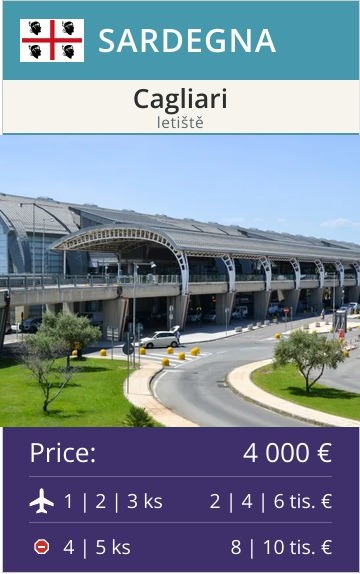 SARDEGNA
Cagliari
letiště
Price: 4 000 €
1 | 2 | 3 ks 2 | 4 | 6 tis. €
4 | 5 ks 8 | 10 tis. €